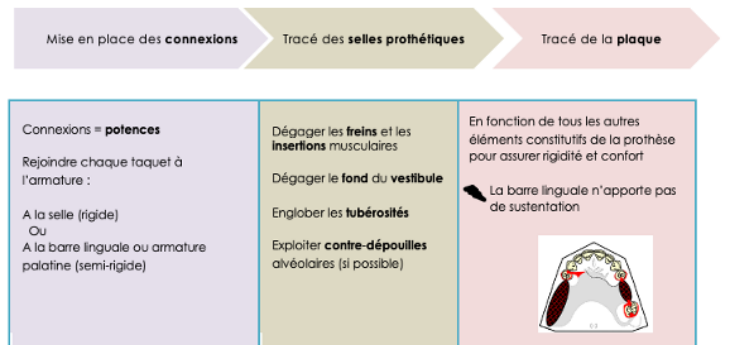 Mise en place des connexions
Tracé des selles prothétiques
Tracé de la plaque
Connexions = potences
Rejoindre chaque taquet à
l'armature :
A la selle (rigide)
Ou
A la barre linguale ou armature
palatine (semi-rigide)
Dégager les freins et les
insertions musculaires
Dégager le fond du vestibule
Englober les tubérosités
Exploiter contre-dépouilles
alvéolaires (si possible)
En fonction de tous les autres
éléments constitutifs de la prothèse
pour assurer rigidité et confort
La barre linguale n'apporte pas
de sustentation